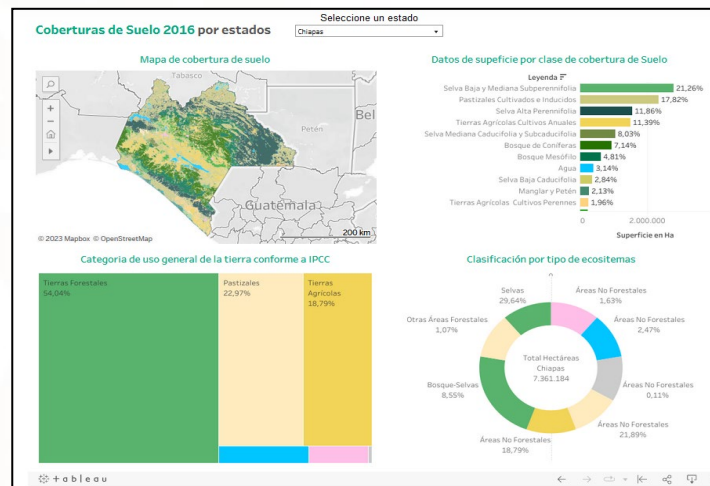 Seleccione un estado
Coberturas de Suelo 2016 por estados
Chiapas
Mapa de cobertura de suelo
Tabasco
Bel
Petén
Guatemala
200 km
© 2023 Mapbox © OpenStreetMap
Datos de supeficie por clase de cobertura de Suelo
Leyenda
Selva Baja y Mediana Subperennifolia 21,26%
Pastizales Cultivados e Inducidos 17,82%
Selva Alta Perennifolia 11,86%
Tierras Agrícolas Cultivos Anuales 11,39%
Selva Mediana Caducifolia y Subcaducifolia 8,03%
Bosque de Coníferas 7,14%
Bosque Mesófilo 4,81%
Agua 3,14%
Selva Baja Caducifolia 2,84%
Manglar y Petén 2,13%
Tierras Agrícolas Cultivos Perennes 1,96%
0 2.000.000
Superficie en Ha
Categoria de uso general de la tierra conforme a IPCC
Tierras Forestales
54,04%
Pastizales
22,97%
Tierras
Agrícolas
18,79%
Clasificación por tipo de ecositemas
0
Selvas
29,64%
Áreas No Forestales
1,63%
Otras Áreas Forestales
1,07%
Áreas No Forestales
2,47%
Total Hectáreas
Chiapas
7.361.184
Bosque-Selvas
8,55%
Áreas No Forestales
0,11%
Áreas No Forestales
21,89%
Áreas No Forestales
18,79%
+ a b l e a u